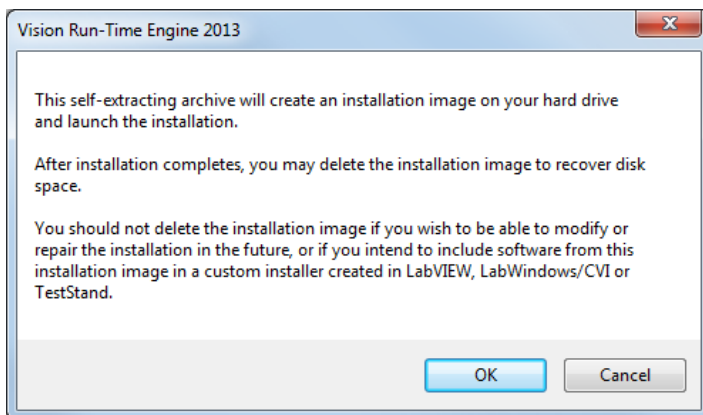 Vision Run-Time Engine 2013
This self-extracting archive will create an installation image on your hard drive
and launch the installation.
After installation completes, you may delete the installation image to recover disk
space.
You should not delete the installation image if you wish to be able to modify or
repair the installation in the future, or if you intend to include software from this
installation image in a custom installer created in LabVIEW, LabWindows/CVI or
TestStand.
OK
Cancel